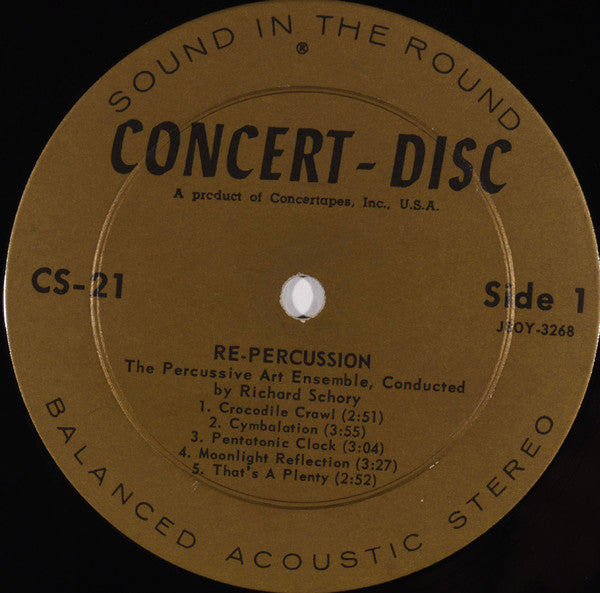 SOUND IN THE ROUND
®
CONCERT-DISC
A product of Concertapes, Inc., U.S.A.
CS-21
Side 1
J8OY-3268
RE-PERCUSSION
The Percussive Art Ensemble, Conducted
by Richard Schory
1. Crocodile Crawl (2:51)
2. Cymbalation (3:55)
3. Pentatonic Clock (3:04)
4. Moonlight Reflection (3:27)
5. That's A Plenty (2:52)
BALANCED ACOUSTIC STEREO